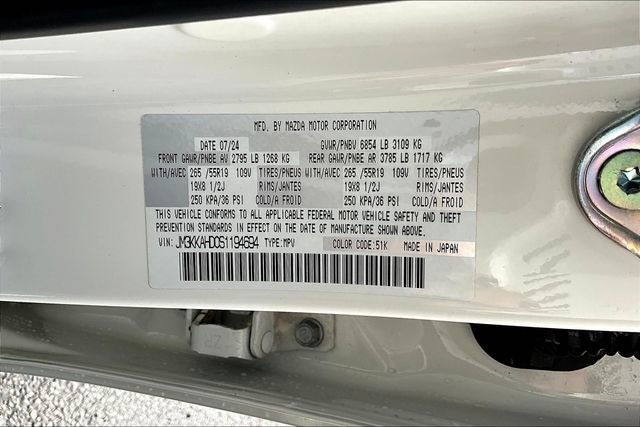 MFD. BY MAZDA MOTOR CORPORATION
DATE 07/24 GVWR/PNBV 6854 LB 3109 KG
FRONT GAWR/PNBE AV 2795 LB 1268 KG REAR GAWR/PNBE AR 3785 LB 1717 KG
WITH/AVEC 265 /55R19 109V TIRES/PNEUS WITH/AVEC 265 /55R19 109V TIRES/PNEUS
19X8 1/2J RIMS/JANTES 19X8 1/2J RIMS/JANTES
250 KPA/36 PSI COLD/A FROID 250 KPA/36 PSI COLD/A FROID
THIS VEHICLE CONFORMS TO ALL APPLICABLE FEDERAL MOTOR VEHICLE SAFETY AND THEFT
PREVENTION STANDARDS IN EFFECT ON THE DATE OF MANUFACTURE SHOWN ABOVE.
VIN: JM3KKAHD0S1194694 TYPE: MPV COLOR CODE: 51K MADE IN JAPAN
ZR